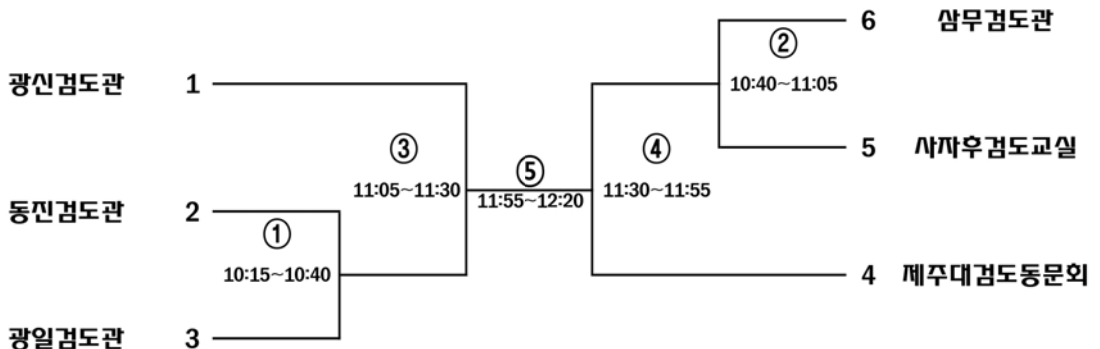 6 삼무검도관
②
광신검도관 1
10:40~11:05
③
④
5 사자후검도교실
⑤
11:05~11:30
11:30~11:55
11:55~12:20
동진검도관 2
①
10:15~10:40
4 제주대검도동문회
광일검도관 3